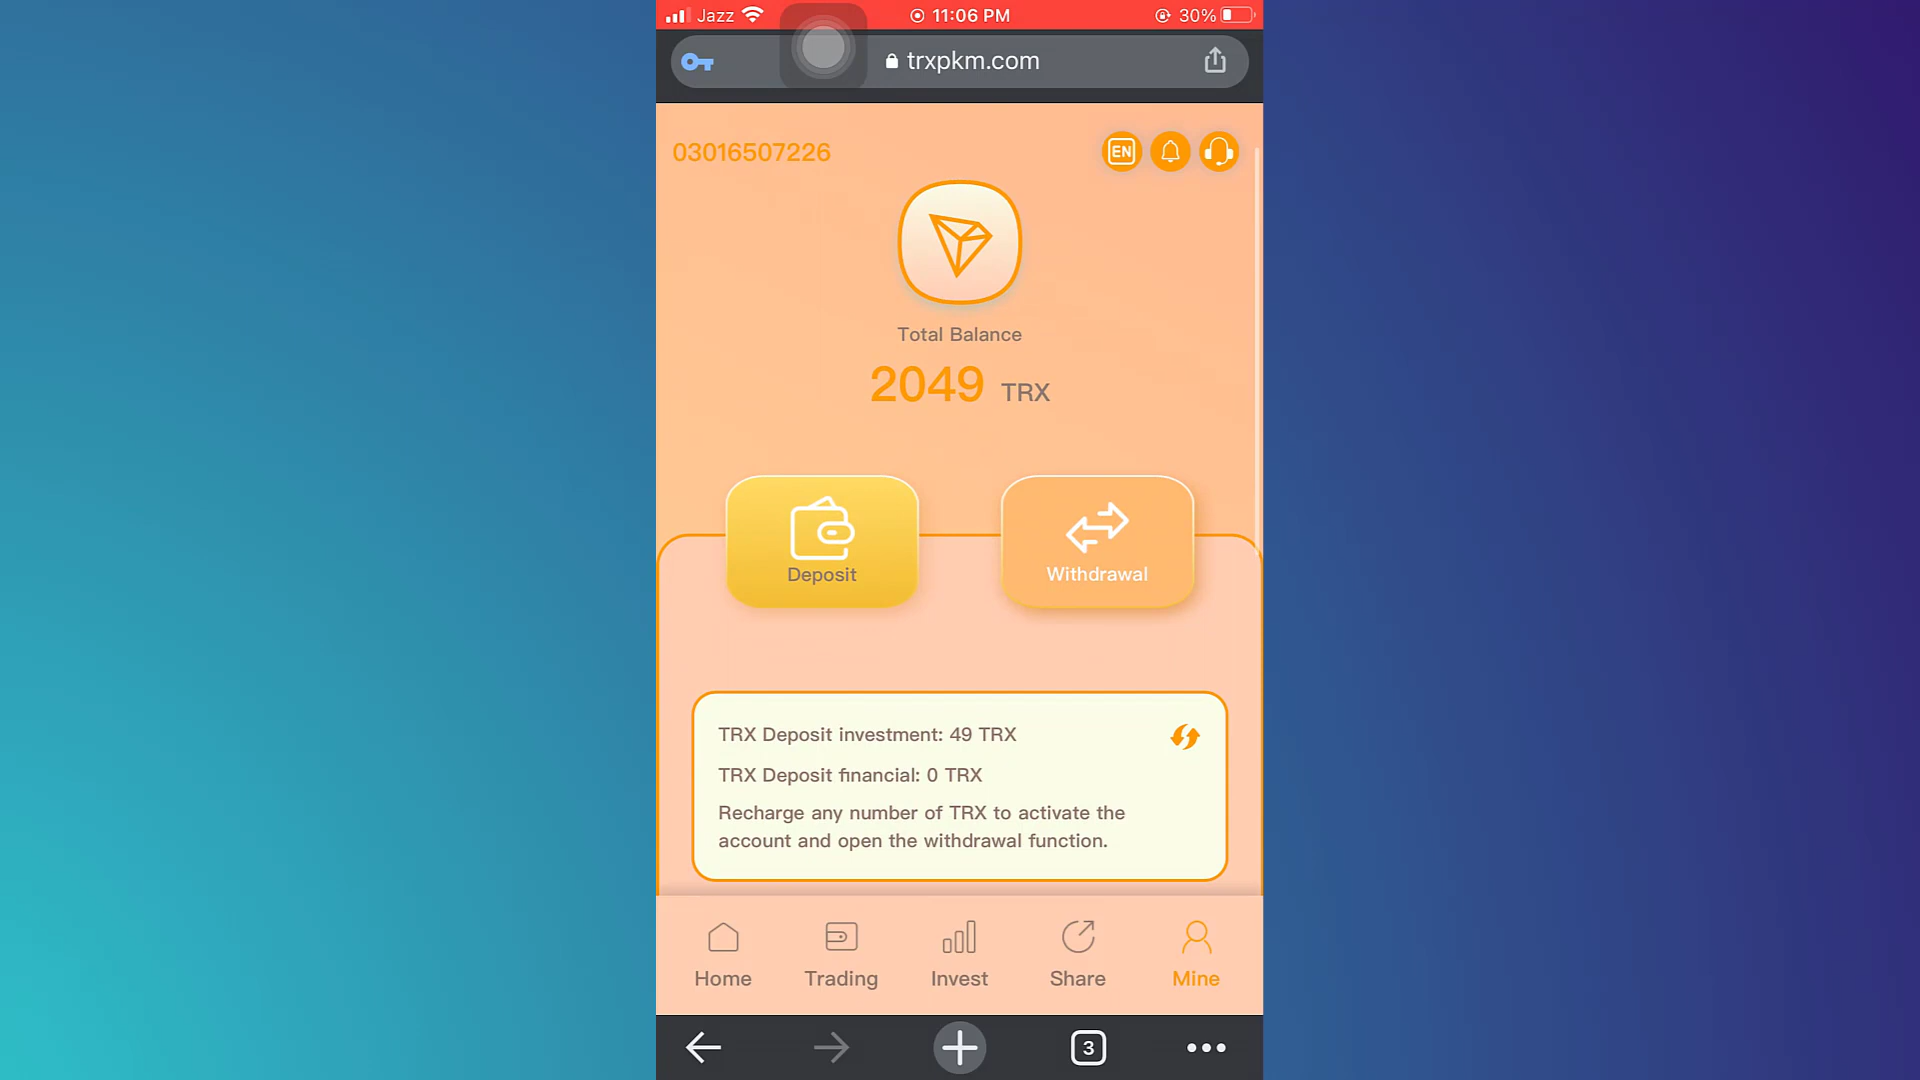 Jazz 11:06 PM 30%
trxpkm.com
03016507226 EN
Total Balance
2049 TRX
Deposit Withdrawal
TRX Deposit investment: 49 TRX
TRX Deposit financial: 0 TRX
Recharge any number of TRX to activate the
account and open the withdrawal function.
Home Trading Invest Share Mine
3